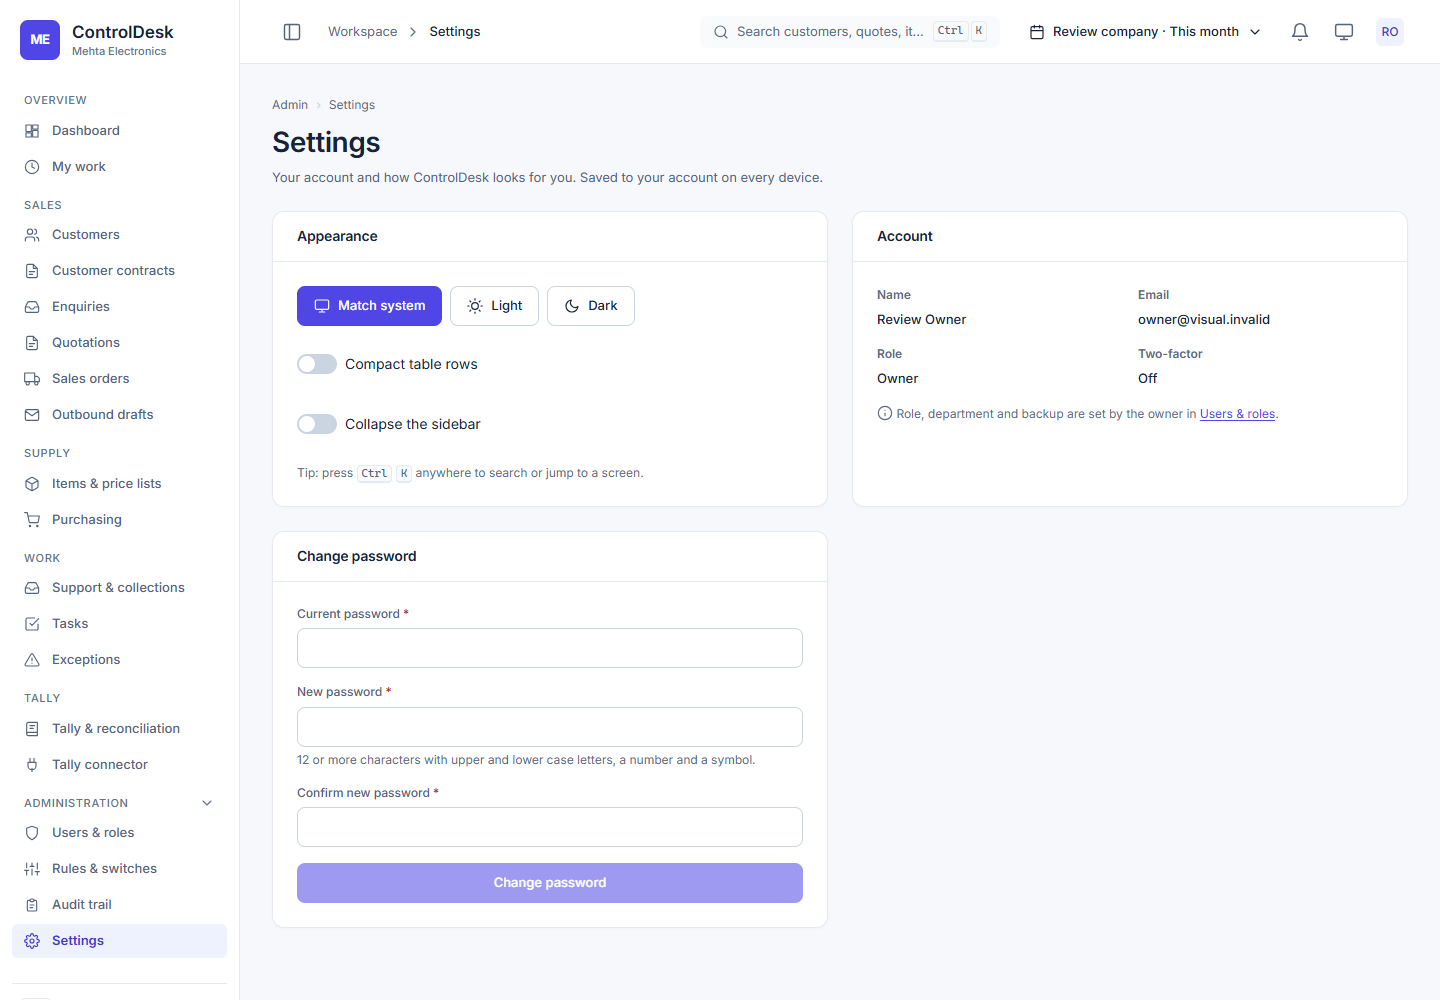 ME
ControlDesk
Mehta Electronics
OVERVIEW
Dashboard
My work
SALES
Customers
Customer contracts
Enquiries
Quotations
Sales orders
Outbound drafts
SUPPLY
Items & price lists
Purchasing
WORK
Support & collections
Tasks
Exceptions
TALLY
Tally & reconciliation
Tally connector
ADMINISTRATION
Users & roles
Rules & switches
Audit trail
Settings
Workspace > Settings
Search customers, quotes, it... Ctrl K
Review company · This month
RO
Admin > Settings
Settings
Your account and how ControlDesk looks for you. Saved to your account on every device.
Appearance
Match system Light Dark
Compact table rows
Collapse the sidebar
Tip: press Ctrl K anywhere to search or jump to a screen.
Account
Name Email
Review Owner owner@visual.invalid
Role Two-factor
Owner Off
Role, department and backup are set by the owner in Users & roles.
Change password
Current password *
New password *
12 or more characters with upper and lower case letters, a number and a symbol.
Confirm new password *
Change password